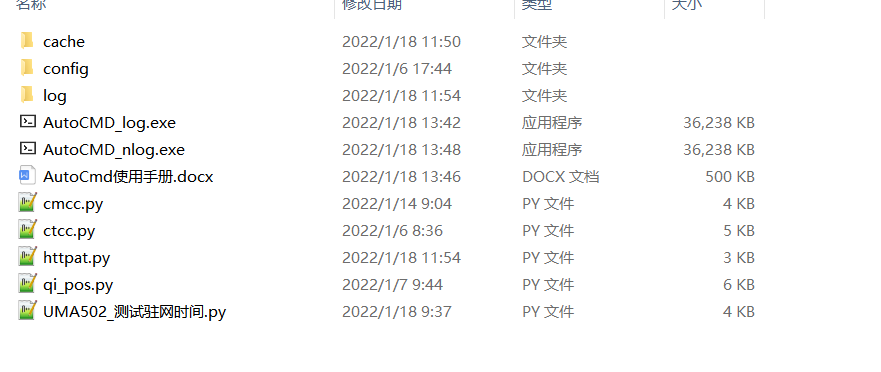 名称 修改日期 类型 大小
cache 2022/1/18 11:50 文件夹
config 2022/1/6 17:44 文件夹
log 2022/1/18 11:54 文件夹
AutoCMD_log.exe 2022/1/18 13:42 应用程序 36,238 KB
AutoCMD_nlog.exe 2022/1/18 13:48 应用程序 36,238 KB
AutoCmd使用手册.docx 2022/1/18 13:46 DOCX 文档 500 KB
cmcc.py 2022/1/14 9:04 PY 文件 4 KB
ctcc.py 2022/1/6 8:36 PY 文件 5 KB
httpat.py 2022/1/18 11:54 PY 文件 3 KB
qi_pos.py 2022/1/7 9:44 PY 文件 6 KB
UMA502_测试驻网时间.py 2022/1/18 9:37 PY 文件 4 KB